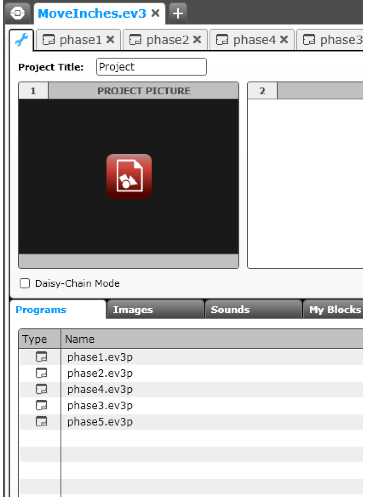 MoveInches.ev3 × +
phase1 × phase2 × phase4 × phase3
Project Title: Project
1 PROJECT PICTURE 2
Daisy-Chain Mode
Programs Images Sounds My Blocks
Type Name
phase1.ev3p
phase2.ev3p
phase4.ev3p
phase3.ev3p
phase5.ev3p